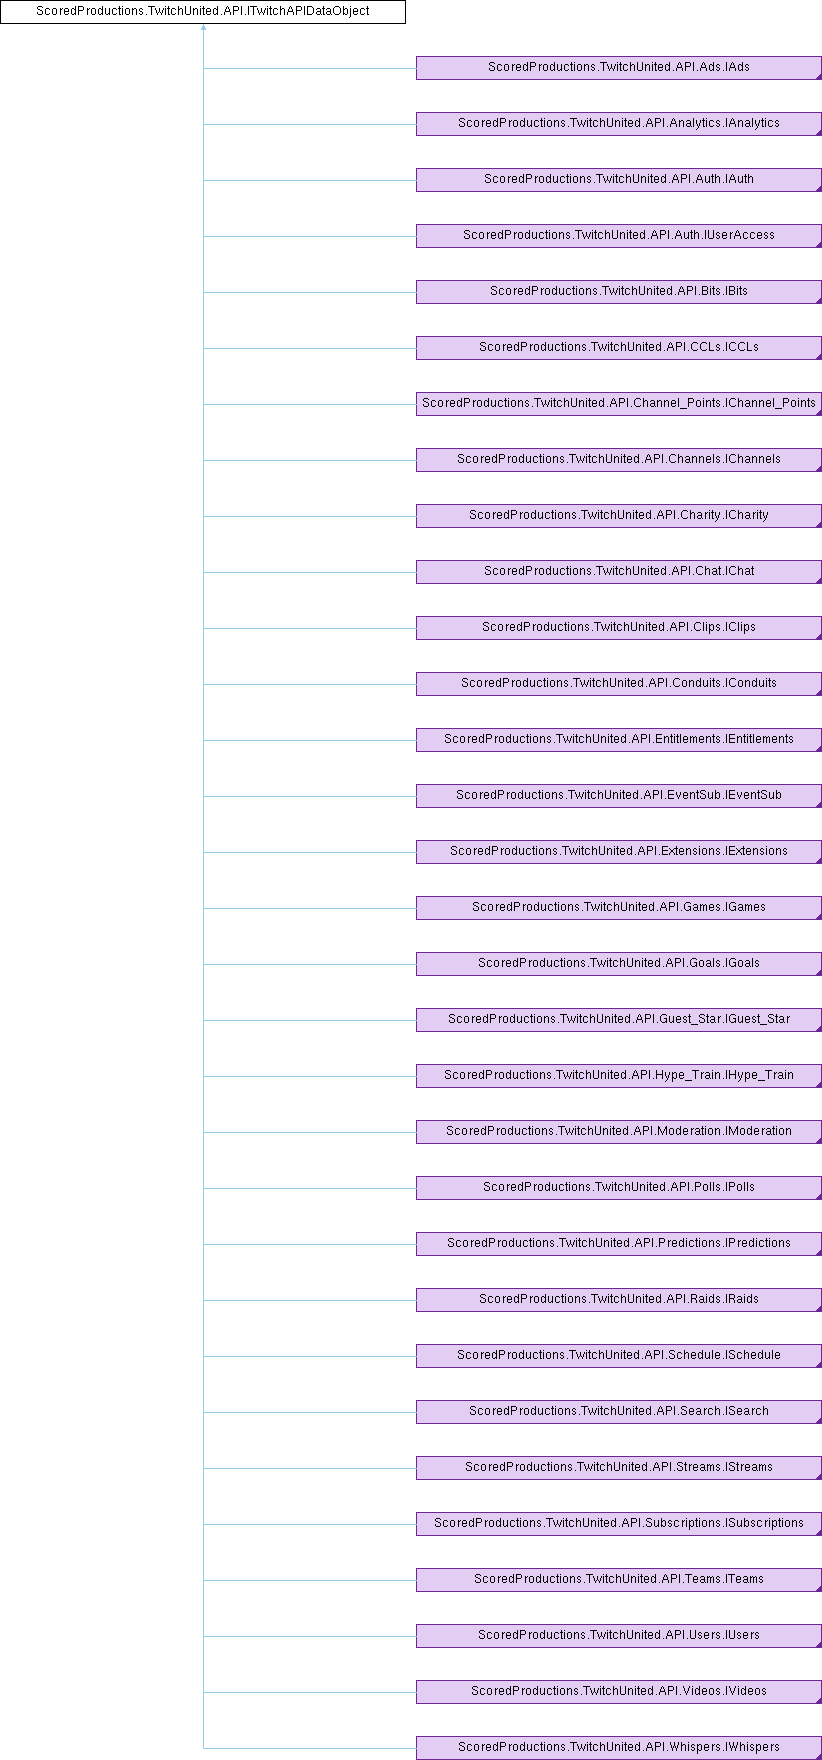 ScoredProductions.TwitchUnited.API.ITwitchAPIDataObject
ScoredProductions.TwitchUnited.API.Ads.IAds
ScoredProductions.TwitchUnited.API.Analytics.IAnalytics
ScoredProductions.TwitchUnited.API.Auth.IAuth
ScoredProductions.TwitchUnited.API.Auth.IUserAccess
ScoredProductions.TwitchUnited.API.Bits.IBits
ScoredProductions.TwitchUnited.API.CCLs.ICCLs
ScoredProductions.TwitchUnited.API.Channel_Points.IChannel_Points
ScoredProductions.TwitchUnited.API.Channels.IChannels
ScoredProductions.TwitchUnited.API.Charity.ICharity
ScoredProductions.TwitchUnited.API.Chat.IChat
ScoredProductions.TwitchUnited.API.Clips.IClips
ScoredProductions.TwitchUnited.API.Conduits.IConduits
ScoredProductions.TwitchUnited.API.Entitlements.IEntitlements
ScoredProductions.TwitchUnited.API.EventSub.IEventSub
ScoredProductions.TwitchUnited.API.Extensions.IExtensions
ScoredProductions.TwitchUnited.API.Games.IGames
ScoredProductions.TwitchUnited.API.Goals.IGoals
ScoredProductions.TwitchUnited.API.Guest_Star.IGuest_Star
ScoredProductions.TwitchUnited.API.Hype_Train.IHype_Train
ScoredProductions.TwitchUnited.API.Moderation.IModeration
ScoredProductions.TwitchUnited.API.Polls.IPolls
ScoredProductions.TwitchUnited.API.Predictions.IPredictions
ScoredProductions.TwitchUnited.API.Raids.IRaids
ScoredProductions.TwitchUnited.API.Schedule.ISchedule
ScoredProductions.TwitchUnited.API.Search.ISearch
ScoredProductions.TwitchUnited.API.Streams.IStreams
ScoredProductions.TwitchUnited.API.Subscriptions.ISubscriptions
ScoredProductions.TwitchUnited.API.Teams.ITeams
ScoredProductions.TwitchUnited.API.Users.IUsers
ScoredProductions.TwitchUnited.API.Videos.IVideos
ScoredProductions.TwitchUnited.API.Whispers.IWhispers